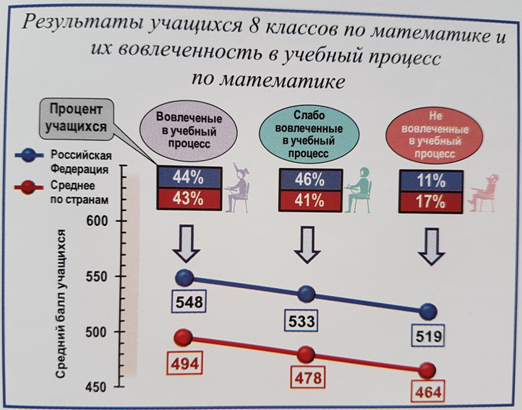 Результаты учащихся 8 классов по математике и
их вовлеченность в учебный процесс
по математике
Процент
учащихся
Вовлеченые
в учебный
процесс
Слабо
вовлеченные
в учебный
процесс
Не
вовлеченные
в учебный
процесс
Российская
Федерация
Среднее
по странам
44%
43%
46%
41%
11%
17%
Средний балл учащихся
600
550
500
450
548
533
519
494
478
464